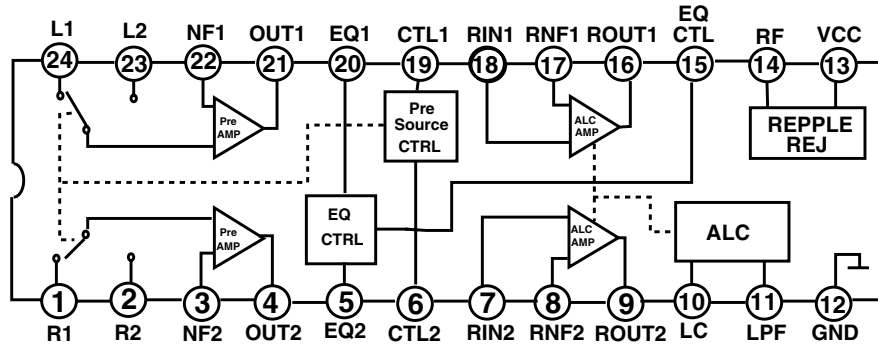 L1 L2 NF1 OUT1 EQ1 CTL1 RIN1 RNF1 ROUT1 EQ CTL RF VCC
24 23 22 21 20 19 18 17 16 15 14 13
Pre AMP
Pre Source CTRL
ALC AMP
REPPLE REJ
Pre AMP
EQ CTRL
ALC AMP
ALC
1 2 3 4 5 6 7 8 9 10 11 12
R1 R2 NF2 OUT2 EQ2 CTL2 RIN2 RNF2 ROUT2 LC LPF GND